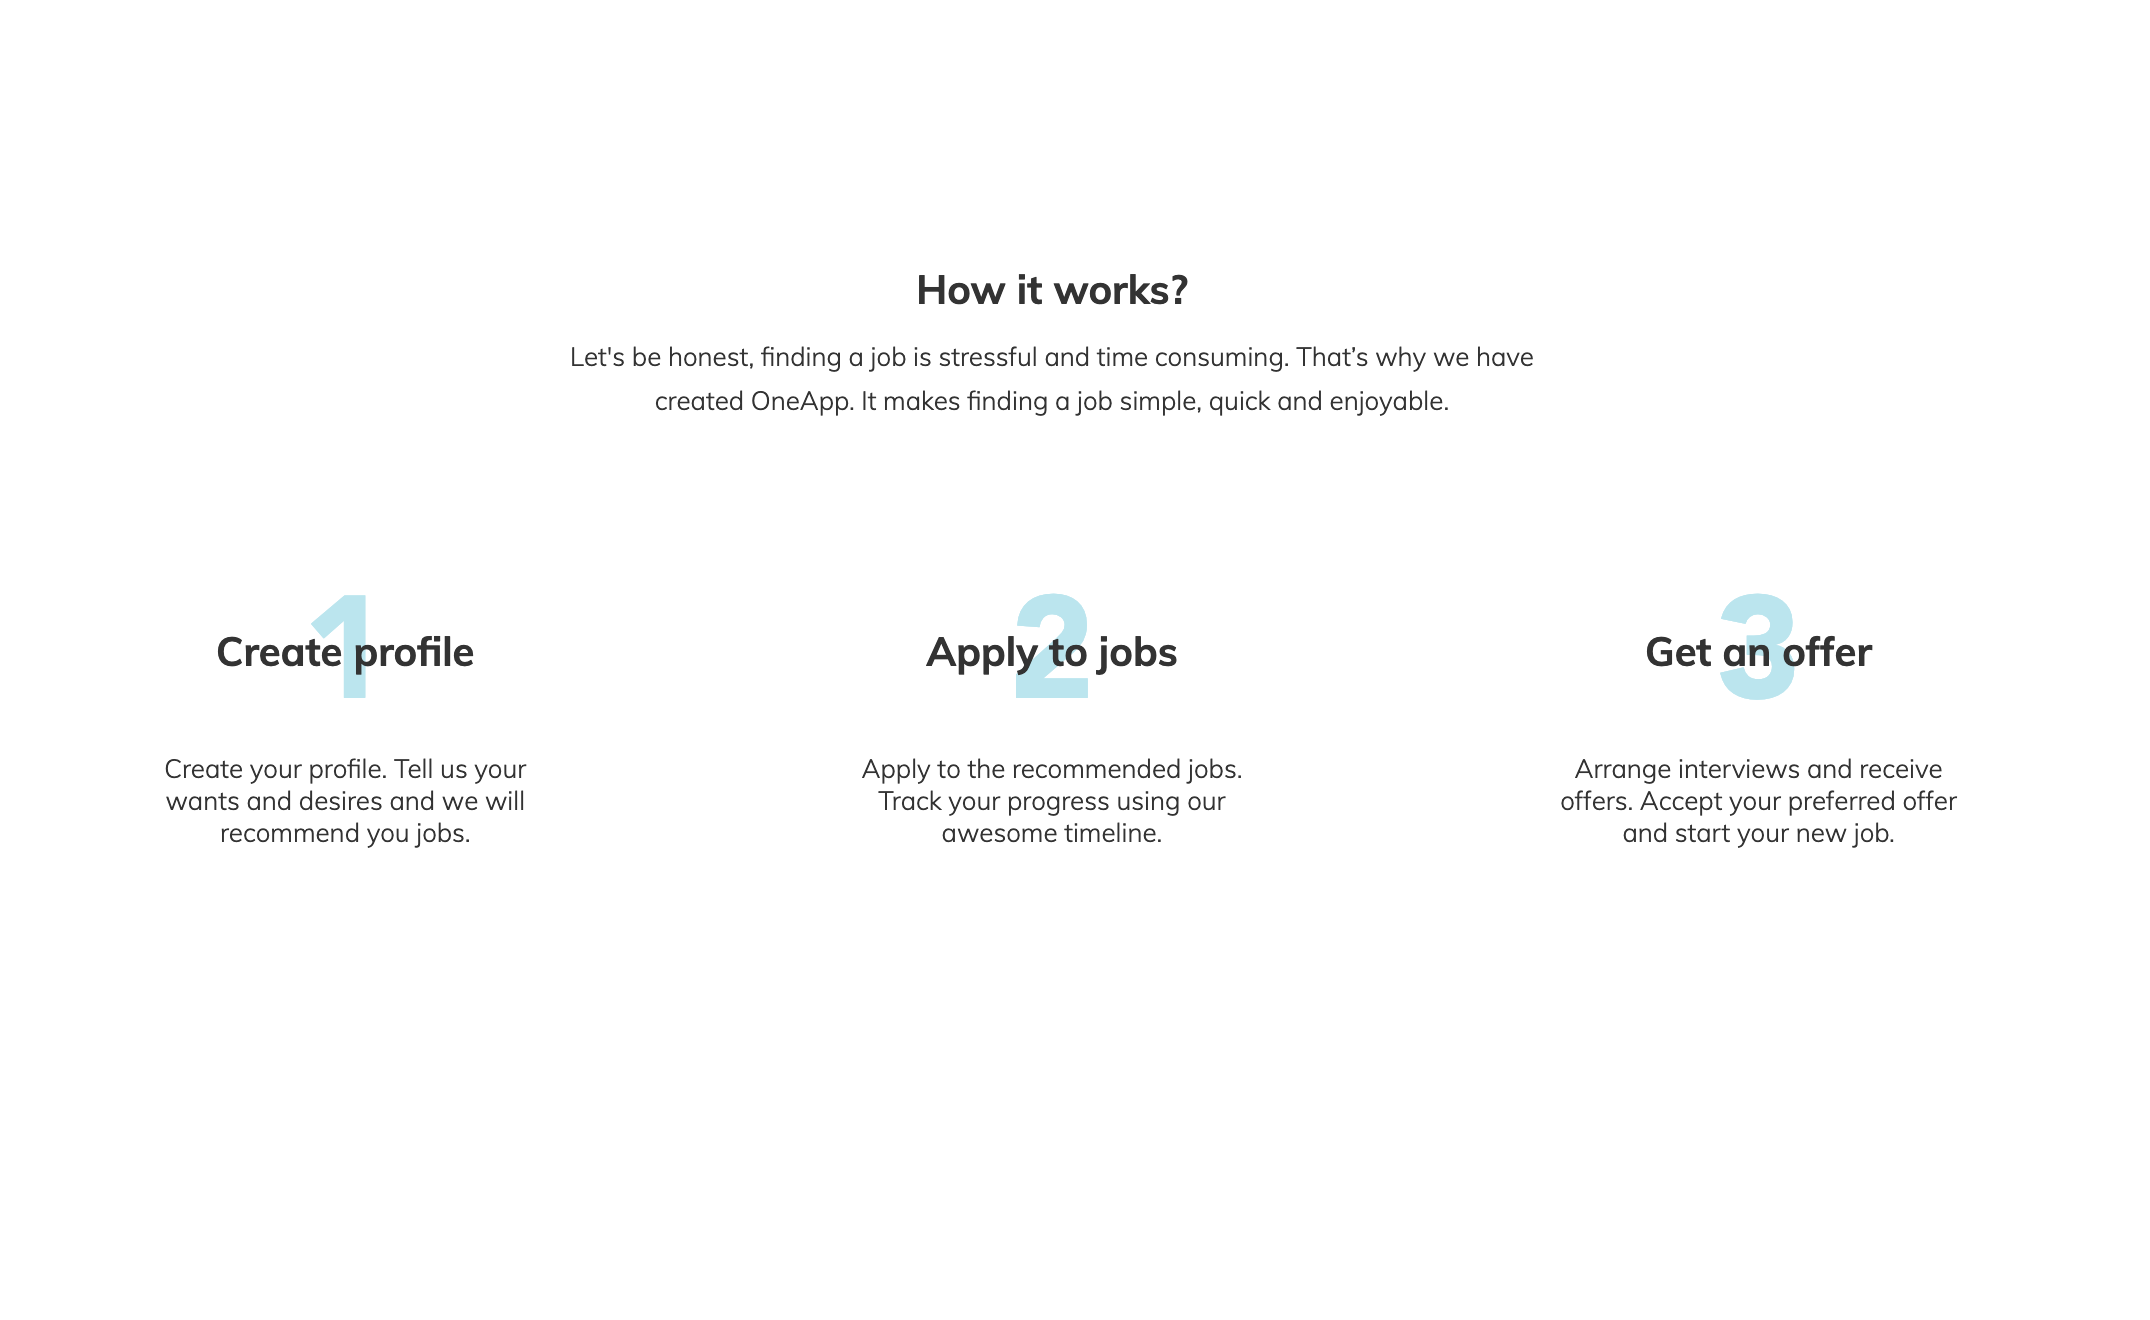 How it works?
Let's be honest, finding a job is stressful and time consuming. That’s why we have
created OneApp. It makes finding a job simple, quick and enjoyable.
1
Create profile
Create your profile. Tell us your
wants and desires and we will
recommend you jobs.
2
Apply to jobs
Apply to the recommended jobs.
Track your progress using our
awesome timeline.
3
Get an offer
Arrange interviews and receive
offers. Accept your preferred offer
and start your new job.